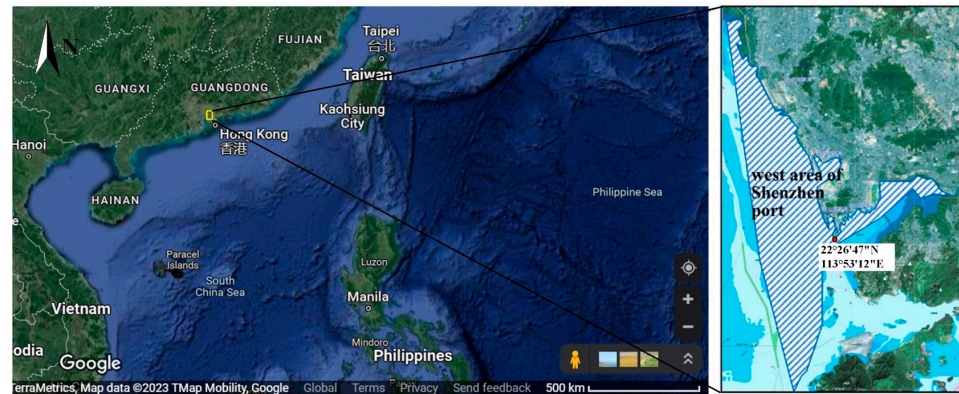 N
Taipei
台北
FUJIAN
Taiwan
GUANGXI
GUANGDONG
Kaohsiung
City
Hong Kong
香港
Hanoi
HAINAN
Philippine Sea
Paracel
Islands
Luzon
South
China Sea
Vietnam
Manila
Mindoro
Philippines
odia
Google
TerraMetrics, Map data ©2023 TMap Mobility, Google Global Terms Privacy Send feedback 500 km
west area of
Shenzhen
port
22°26'47"N
113°53'12"E